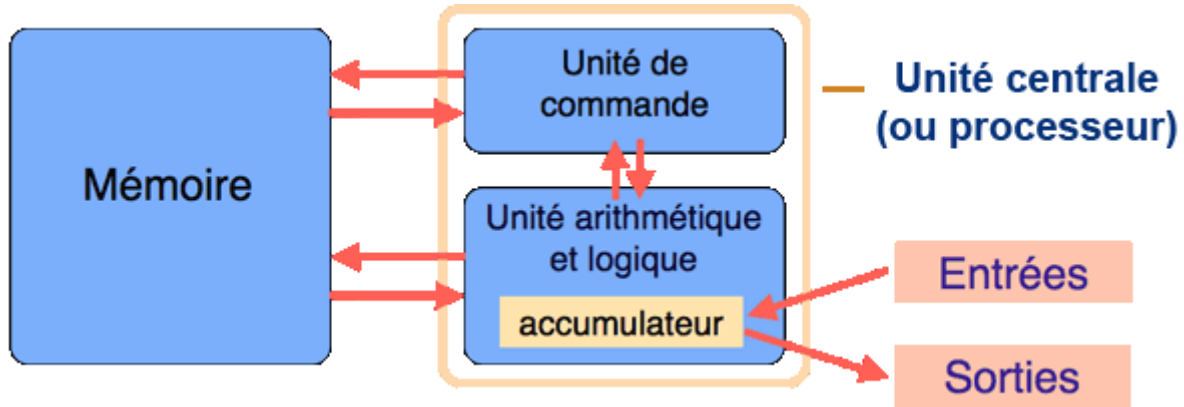 Mémoire
Unité de
commande
Unité arithmétique
et logique
accumulateur
Unité centrale
(ou processeur)
Entrées
Sorties